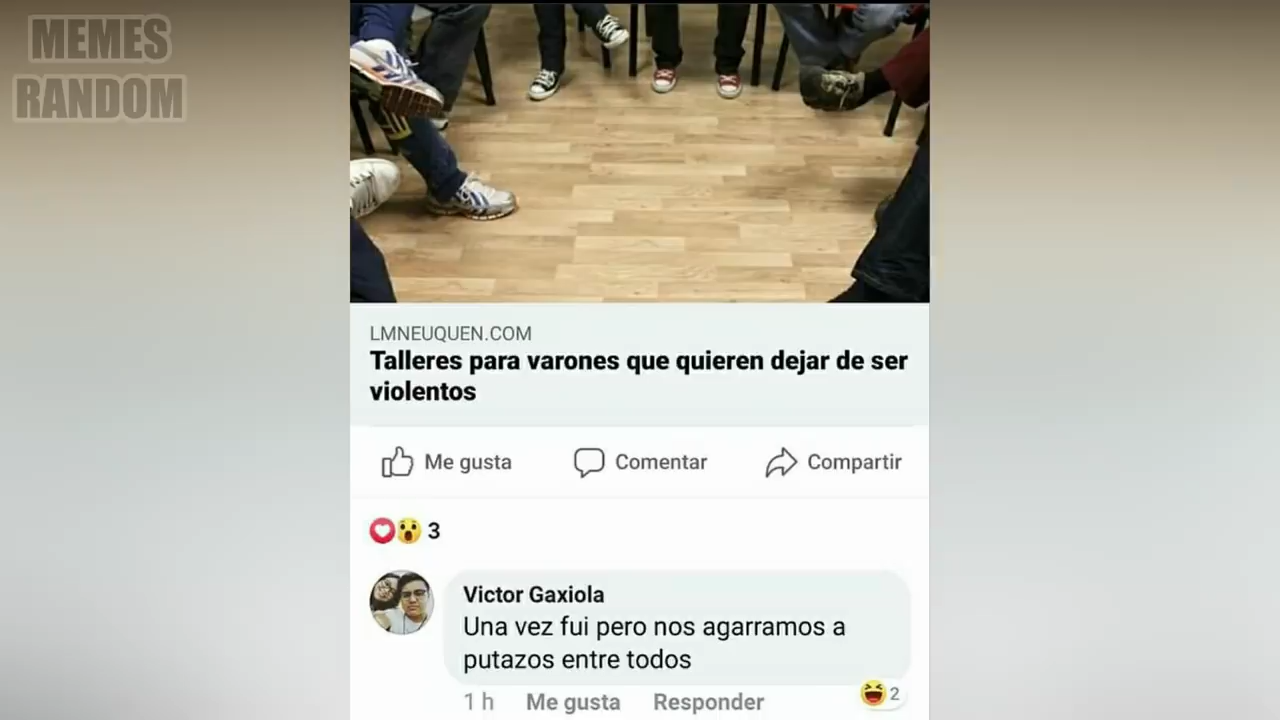 MEMES
RANDOM
LMNEUQUEN.COM
Talleres para varones que quieren dejar de ser
violentos
Me gusta
Comentar
Compartir
3
Victor Gaxiola
Una vez fui pero nos agarramos a
putazos entre todos
1 h
Me gusta
Responder
2